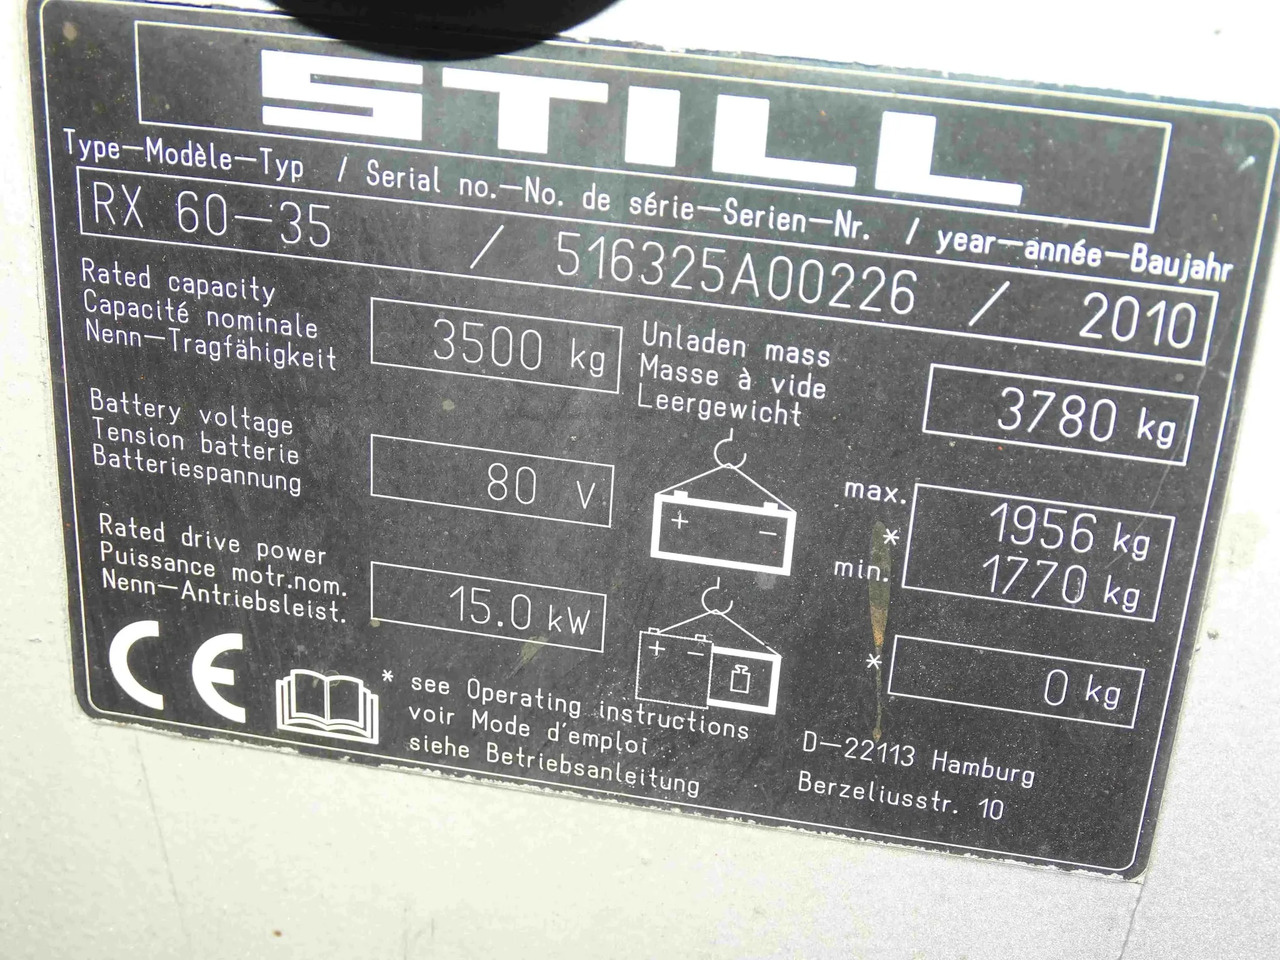 STILL
Type–Modèle–Typ / Serial no.–No. de série–Serien–Nr. / year–année–Baujahr
RX 60–35 / 516325A00226 / 2010
Rated capacity
Capacité nominale
Nenn–Tragfähigkeit
3500 kg
Unladen mass
Masse à vide
Leergewicht
3780 kg
Battery voltage
Tension batterie
Batteriespannung
80 V
+ –
max. 1956 kg
*
min. 1770 kg
Rated drive power
Puissance motr.nom.
Nenn–Antriebsleist.
15.0 kW
+ –
* 0 kg
CE
* see Operating instructions
voir Mode d'emploi
siehe Betriebsanleitung
D–22113 Hamburg
Berzeliusstr. 10